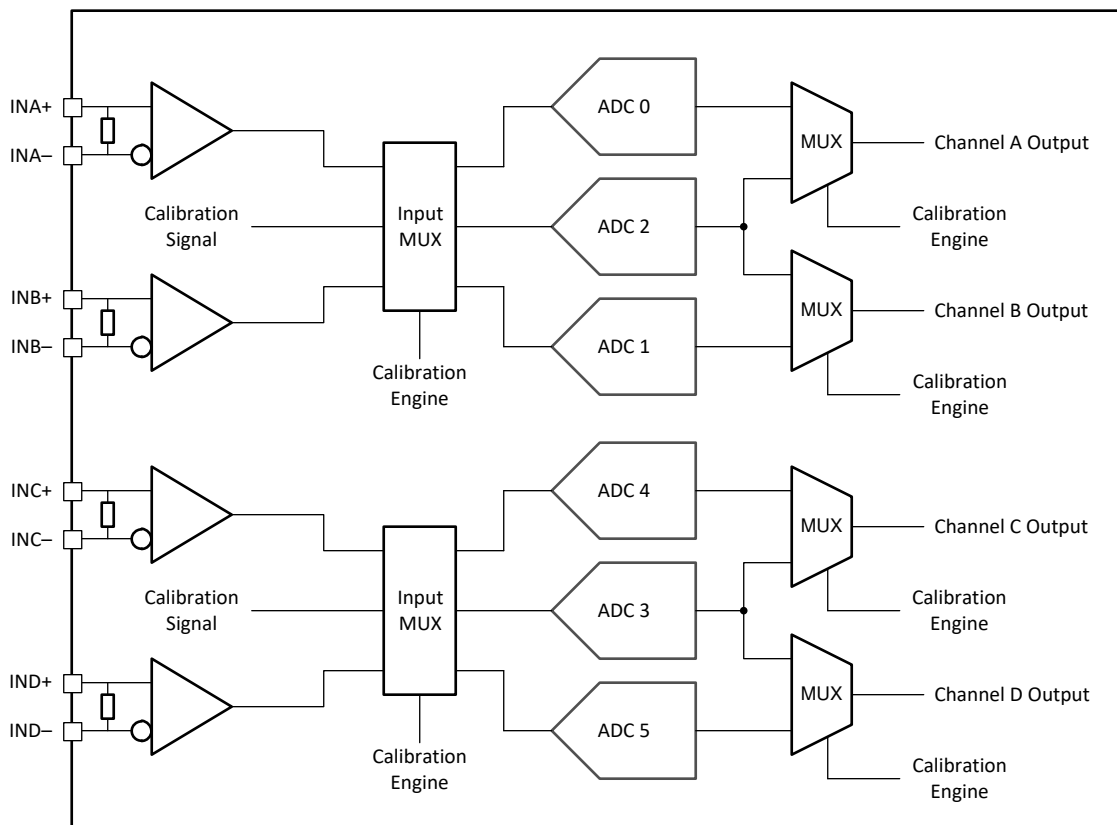 INA+
INA–
ADC 0
MUX
Channel A Output
Calibration
Signal
Input
MUX
ADC 2
Calibration
Engine
INB+
INB–
ADC 1
MUX
Channel B Output
Calibration
Engine
Calibration
Engine
INC+
INC–
ADC 4
MUX
Channel C Output
Calibration
Signal
Input
MUX
ADC 3
Calibration
Engine
IND+
IND–
ADC 5
MUX
Channel D Output
Calibration
Engine
Calibration
Engine